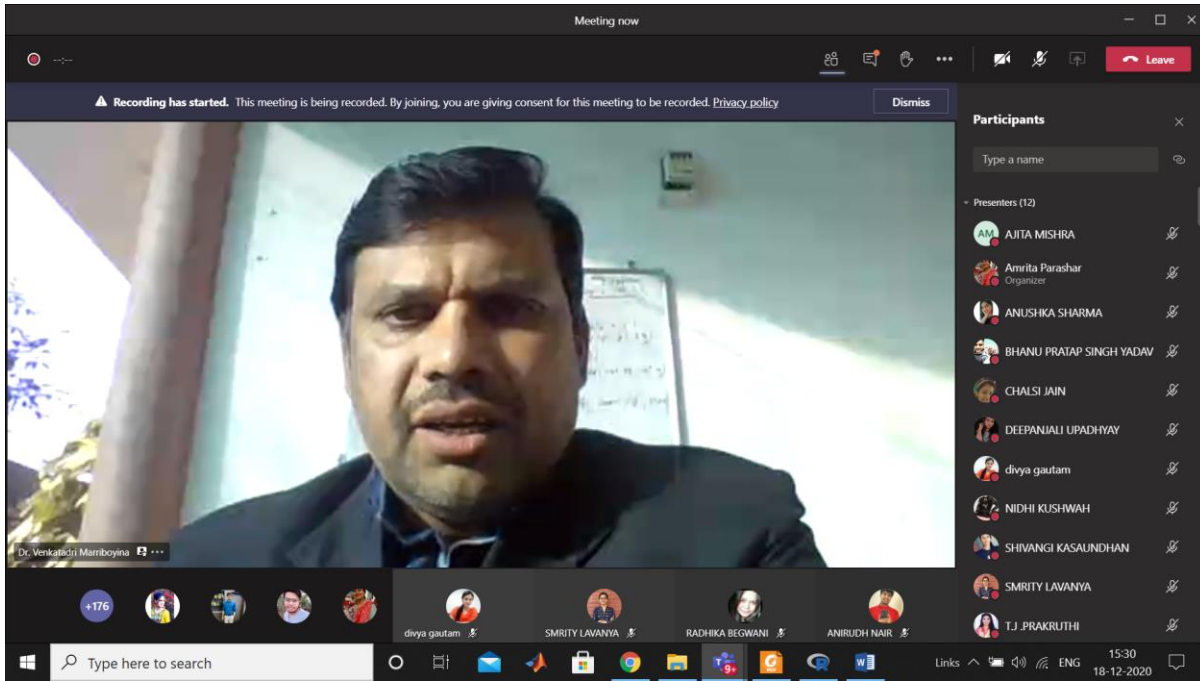 Meeting now
--:--
Leave
Recording has started. This meeting is being recorded. By joining, you are giving consent for this meeting to be recorded. Privacy policy
Dismiss
Participants
Type a name
Presenters (12)
AM AJITA MISHRA
Amrita Parashar
Organizer
ANUSHKA SHARMA
BHANU PRATAP SINGH YADAV
CHALSI JAIN
DEEPANJALI UPADHYAY
divya gautam
NIDHI KUSHWAH
SHIVANGI KASAUNDHAN
SMRITY LAVANYA
T.J .PRAKRUTHI
Dr, Venkatadri Marriboyina
+176
divya gautam
SMRITY LAVANYA
RADHIKA BEGWANI
ANIRUDH NAIR
Type here to search
9+
Links
ENG
15:30
18-12-2020